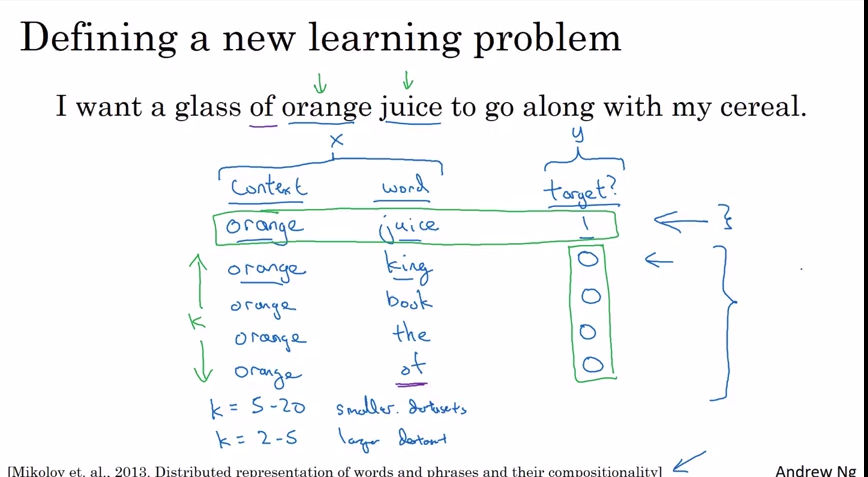 Defining a new learning problem
I want a glass of orange juice to go along with my cereal.
x y
context word target?
orange juice 1
orange king 0
orange book 0
k
orange the 0
orange of 0
k = 5-20 smaller datasets
k = 2-5 larger dataset
[Mikolov et. al., 2013. Distributed representation of words and phrases and their compositionality] Andrew Ng